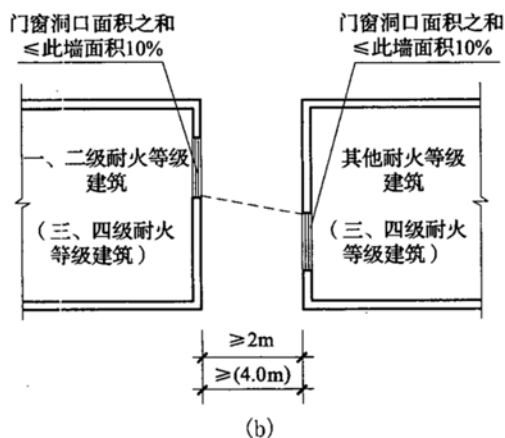 门窗洞口面积之和
≤此墙面积10%
门窗洞口面积之和
≤此墙面积10%
一、二级耐火等级
建筑
（三、四级耐火
等级建筑）
其他耐火等级
建筑
（三、四级耐火
等级建筑）
≥2m
≥(4.0m)
(b)